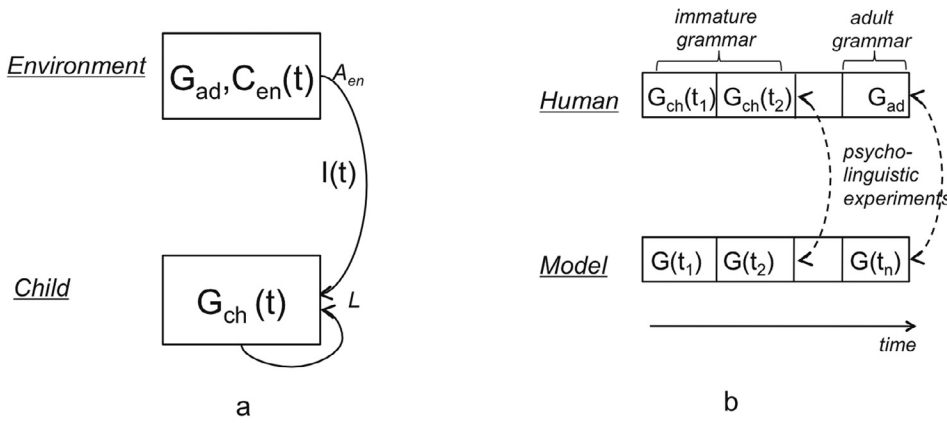 Environment
G_ad,C_en(t)
A_en
I(t)
Child
G_ch (t)
L
a
immature
grammar
adult
grammar
Human
G_ch(t_1)
G_ch(t_2)
G_ad
psycho-
linguistic
experiments
Model
G(t_1)
G(t_2)
G(t_n)
time
b